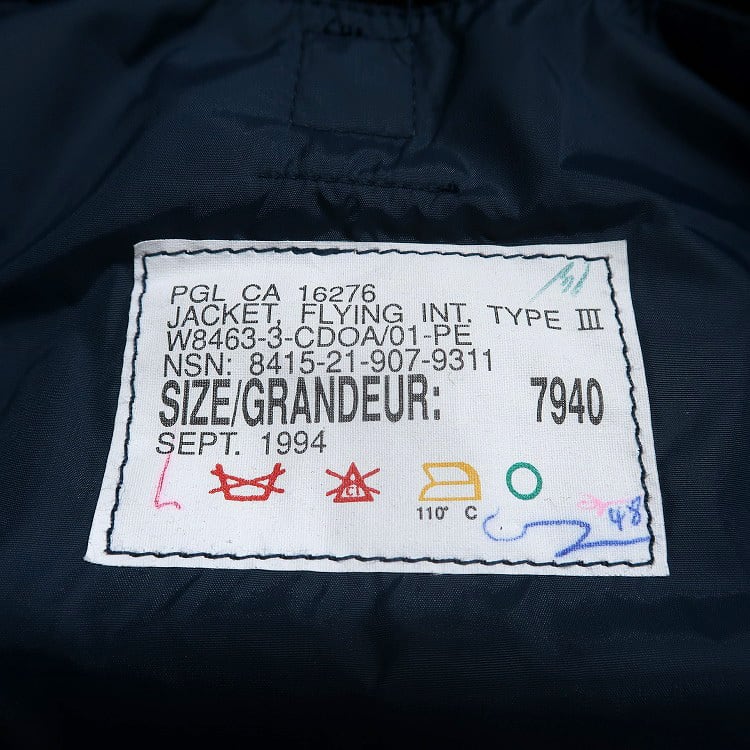 PGL CA 16276
JACKET, FLYING INT. TYPE III
W8463-3-CDOA/01-PE
NSN: 8415-21-907-9311
SIZE/GRANDEUR: 7940
SEPT. 1994
L
Cl
110° C
48